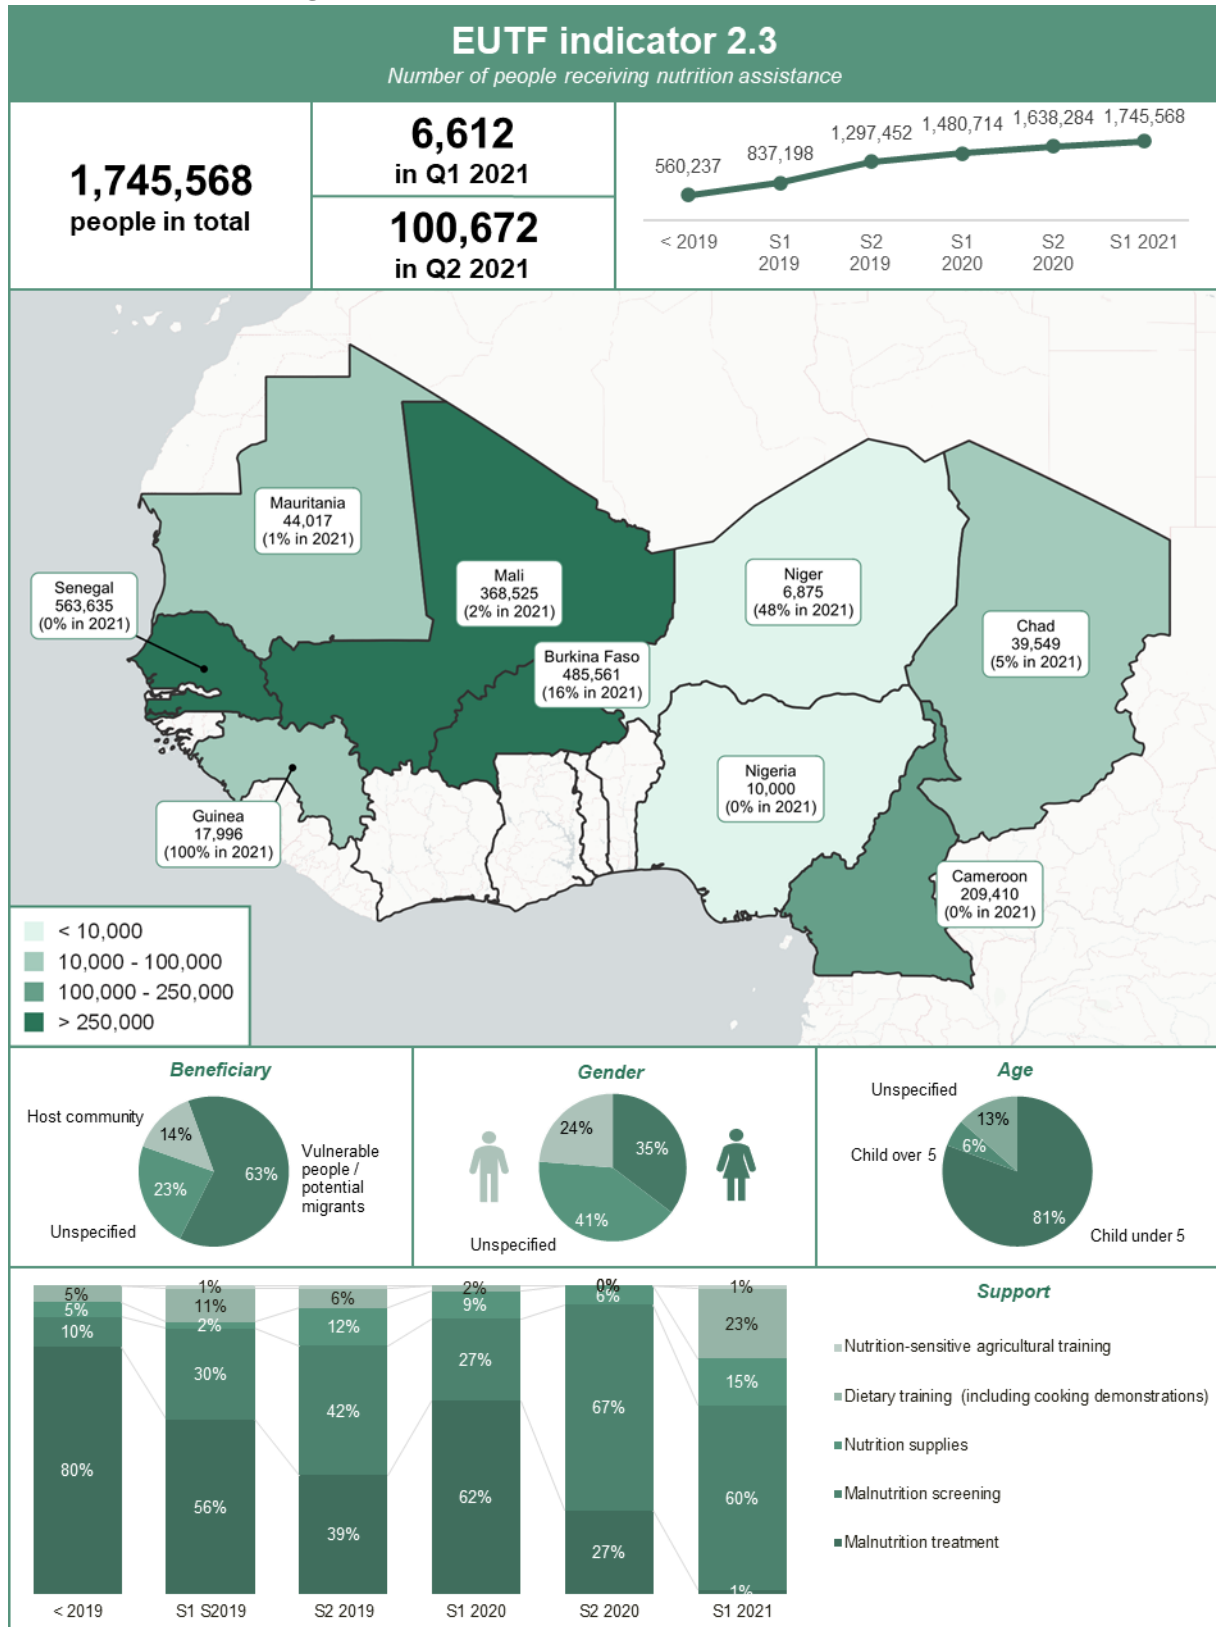 EUTF indicator 2.3
Number of people receiving nutrition assistance
1,745,568
people in total
6,612
in Q1 2021
100,672
in Q2 2021
560,237
837,198
1,297,452
1,480,714
1,638,284
1,745,568
< 2019
S1
2019
S2
2019
S1
2020
S2
2020
S1 2021
Mauritania
44,017
(1% in 2021)
Senegal
563,635
(0% in 2021)
Mali
368,525
(2% in 2021)
Niger
6,875
(48% in 2021)
Chad
39,549
(5% in 2021)
Burkina Faso
485,561
(16% in 2021)
Nigeria
10,000
(0% in 2021)
Guinea
17,996
(100% in 2021)
Cameroon
209,410
(0% in 2021)
< 10,000
10,000 - 100,000
100,000 - 250,000
> 250,000
Beneficiary
Host community
14%
63%
Vulnerable
people /
potential
migrants
23%
Unspecified
Gender
24%
35%
41%
Unspecified
Age
Unspecified
13%
Child over 5
6%
81%
Child under 5
5%
5%
10%
80%
< 2019
1%
11%
2%
30%
56%
S1 S2019
6%
12%
42%
39%
S2 2019
2%
9%
27%
62%
S1 2020
0%
6%
67%
27%
S2 2020
1%
23%
15%
60%
1%
S1 2021
Support
Nutrition-sensitive agricultural training
Dietary training (including cooking demonstrations)
Nutrition supplies
Malnutrition screening
Malnutrition treatment